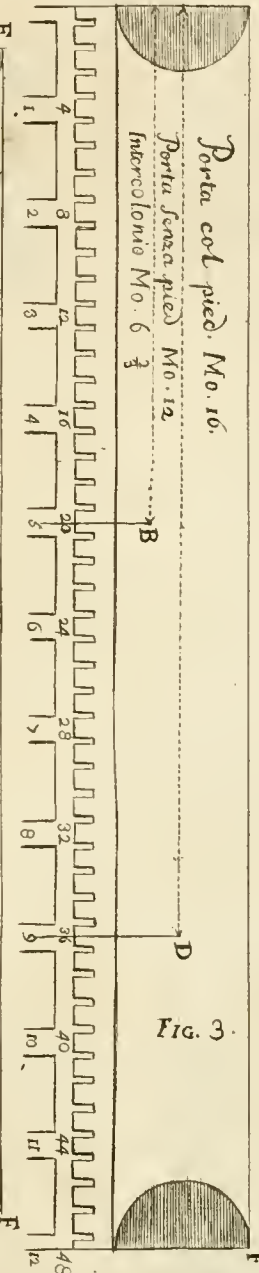 Porta col pied. Mo. 16.
Porta senza pied Mo. 12
Intercolonio Mo. 6 2/3
B
D
FIG. 3.
4 8 12 16 20 24 28 32 36 40 44 48
1 2 3 4 5 6 7 8 9 10 11 12
F
F
F